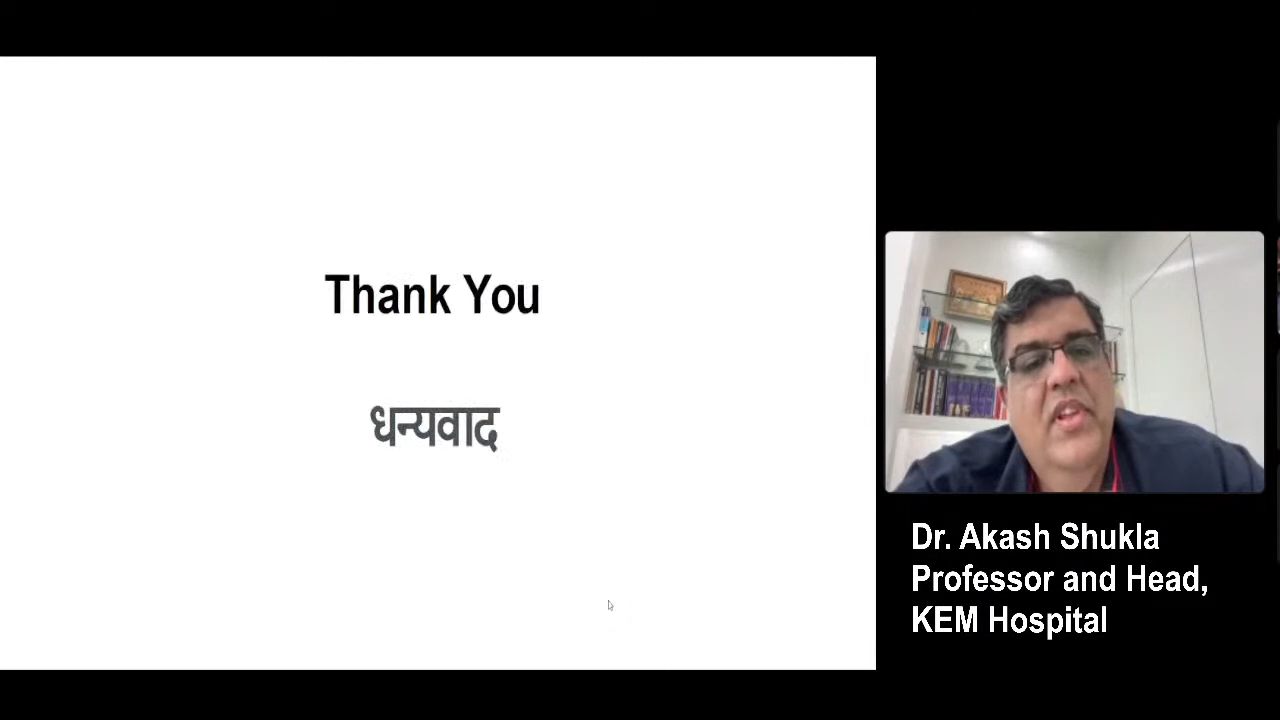 Thank You
धन्यवाद
Dr. Akash Shukla
Professor and Head,
KEM Hospital